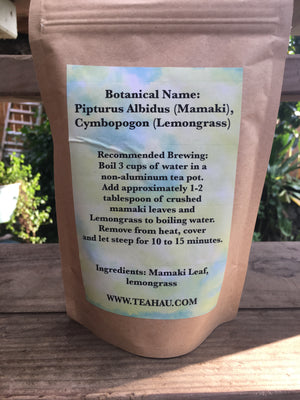 Botanical Name:
Pipturus Albidus (Mamaki),
Cymbopogon (Lemongrass)
Recommended Brewing:
Boil 3 cups of water in a
non-aluminum tea pot.
Add approximately 1-2
tablespoon of crushed
mamaki leaves and
Lemongrass to boiling water.
Remove from heat, cover
and let steep for 10 to 15 minutes.
Ingredients: Mamaki Leaf,
lemongrass
WWW.TEAHAU.COM